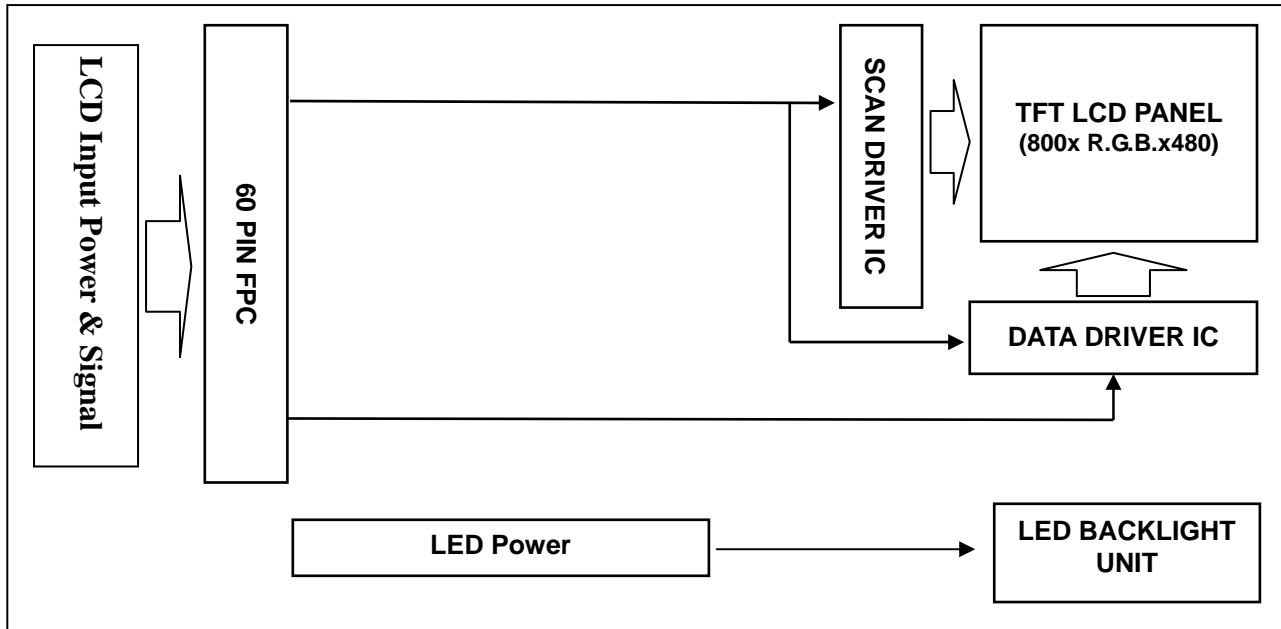 LCD Input Power & Signal
60 PIN FPC
SCAN DRIVER IC
TFT LCD PANEL
(800x R.G.B.x480)
DATA DRIVER IC
LED Power
LED BACKLIGHT
UNIT